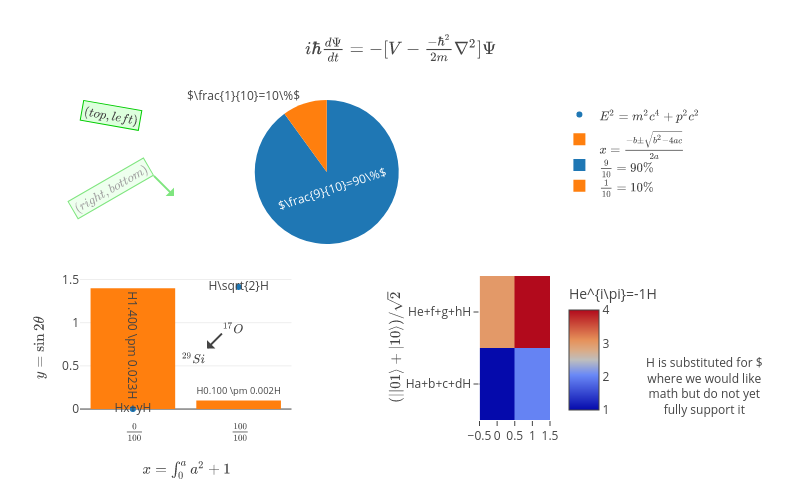 iħ dΨ/dt = −[V − −ħ²/2m ∇²]Ψ
(top, left)
(right, bottom)
$\frac{1}{10}=10\%$
$\frac{9}{10}=90\%$
E² = m²c⁴ + p²c²
x = −b±√(b²−4ac)/2a
9/10 = 90%
1/10 = 10%
1.5
1
0.5
0
y = sin 2θ
H1.400 \pm 0.023H
Hx+yH
H\sqrt{2}H
¹⁷O
²⁹Si
H0.100 \pm 0.002H
0/100
100/100
x = ∫₀ᵃ a² + 1
(|01⟩ + |10⟩)/√2
He+f+g+hH
Ha+b+c+dH
−0.5 0 0.5 1 1.5
He^{i\pi}=-1H
4
3
2
1
H is substituted for $
where we would like
math but do not yet
fully support it